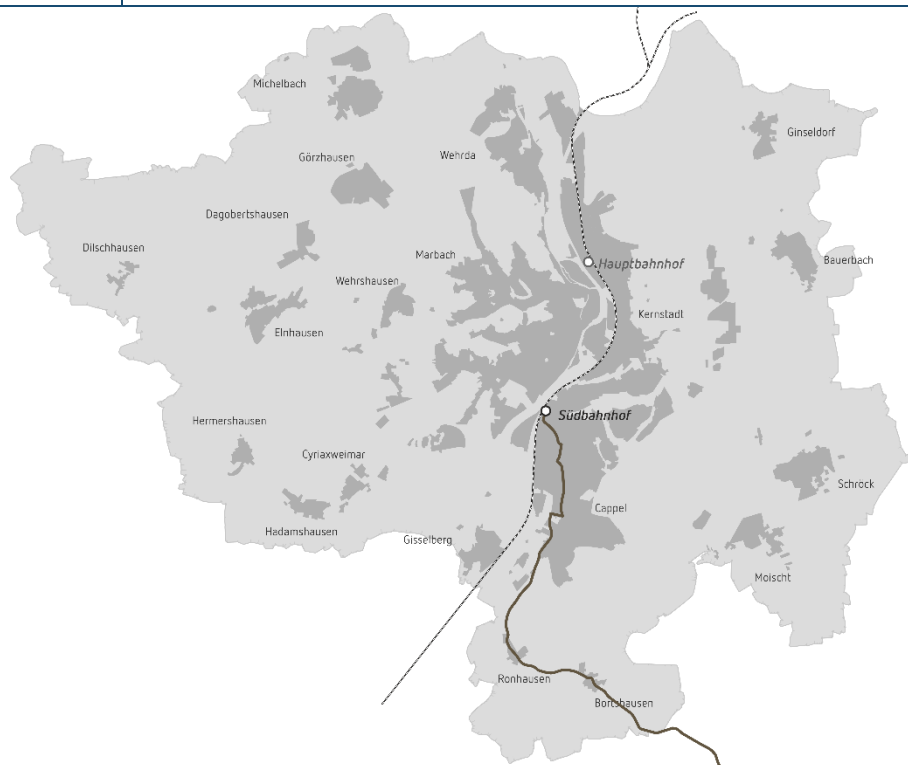 Michelbach
Ginseldorf
Wehrda
Görzhausen
Dagobertshausen
Dilschhausen
Marbach
Bauerbach
Hauptbahnhof
Wehrshausen
Kernstadt
Elnhausen
Südbahnhof
Hermershausen
Cyriaxweimar
Schröck
Cappel
Hadamshausen
Gisselberg
Moischt
Ronhausen
Bortshausen